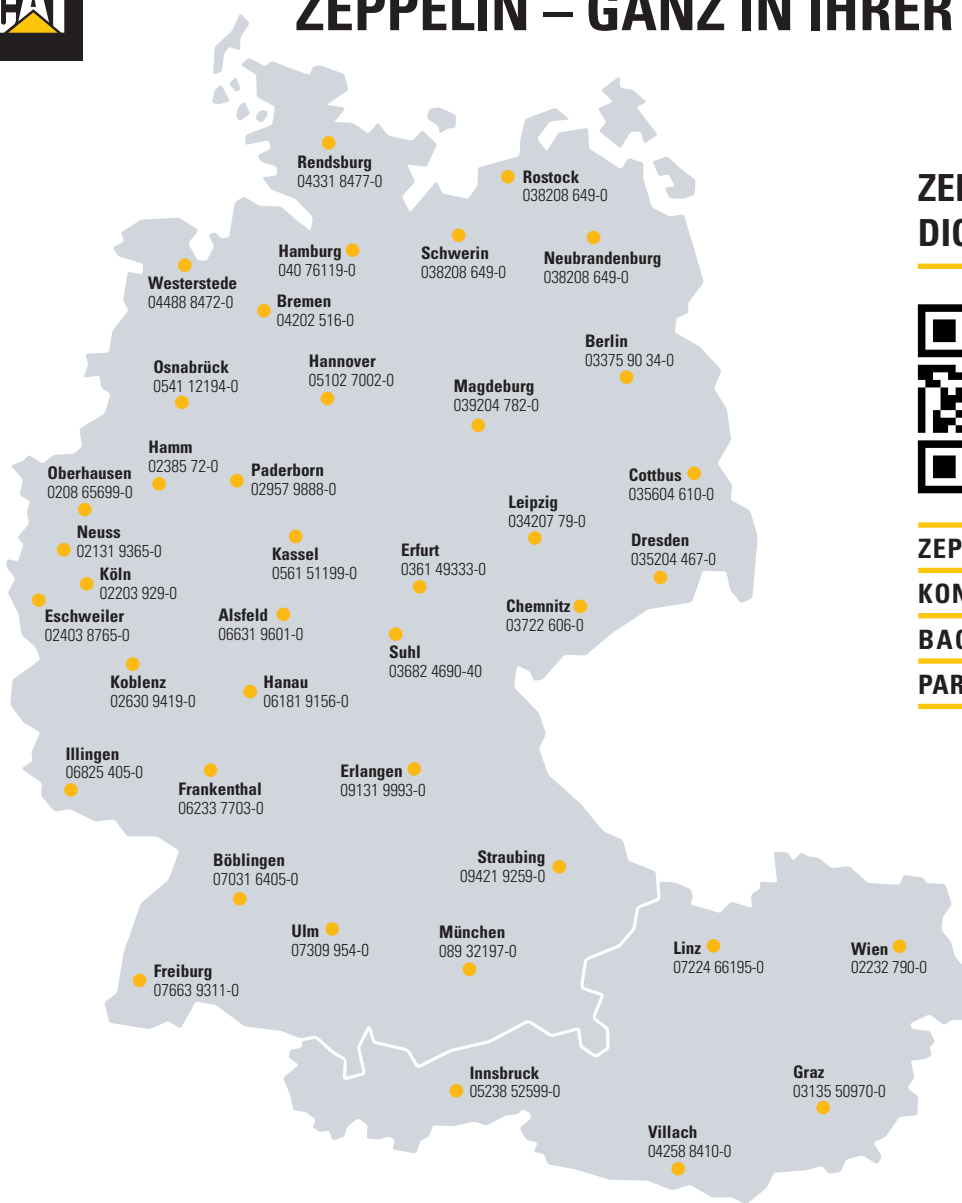 CAT
ZEPPELIN – GANZ IN IHRER
Rendsburg
04331 8477-0
Rostock
038208 649-0
Hamburg
040 76119-0
Schwerin
038208 649-0
Neubrandenburg
038208 649-0
Westerstede
04488 8472-0
Bremen
04202 516-0
Berlin
03375 90 34-0
Osnabrück
0541 12194-0
Hannover
05102 7002-0
Magdeburg
039204 782-0
Hamm
02385 72-0
Oberhausen
0208 65699-0
Paderborn
02957 9888-0
Cottbus
035604 610-0
Leipzig
034207 79-0
Neuss
02131 9365-0
Kassel
0561 51199-0
Erfurt
0361 49333-0
Dresden
035204 467-0
Köln
02203 929-0
Eschweiler
02403 8765-0
Alsfeld
06631 9601-0
Chemnitz
03722 606-0
Suhl
03682 4690-40
Koblenz
02630 9419-0
Hanau
06181 9156-0
Illingen
06825 405-0
Frankenthal
06233 7703-0
Erlangen
09131 9993-0
Böblingen
07031 6405-0
Straubing
09421 9259-0
Ulm
07309 954-0
München
089 32197-0
Linz
07224 66195-0
Wien
02232 790-0
Freiburg
07663 9311-0
Innsbruck
05238 52599-0
Graz
03135 50970-0
Villach
04258 8410-0
ZEP
KON
PAR